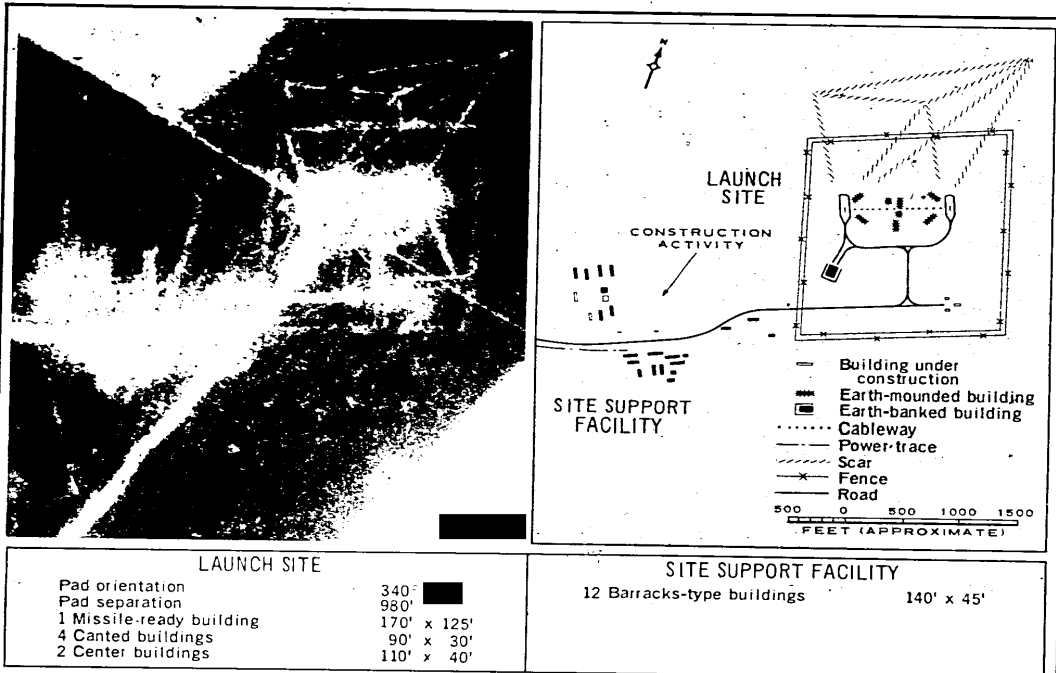 N
LAUNCH
SITE
CONSTRUCTION
ACTIVITY
SITE SUPPORT
FACILITY
Building under
construction
Earth-mounded building
Earth-banked building
Cableway
Power-trace
Scar
Fence
Road
500 0 500 1000 1500
FEET (APPROXIMATE)
LAUNCH SITE
Pad orientation 340°
Pad separation 980'
1 Missile-ready building 170' x 125'
4 Canted buildings 90' x 30'
2 Center buildings 110' x 40'
SITE SUPPORT FACILITY
12 Barracks-type buildings 140' x 45'